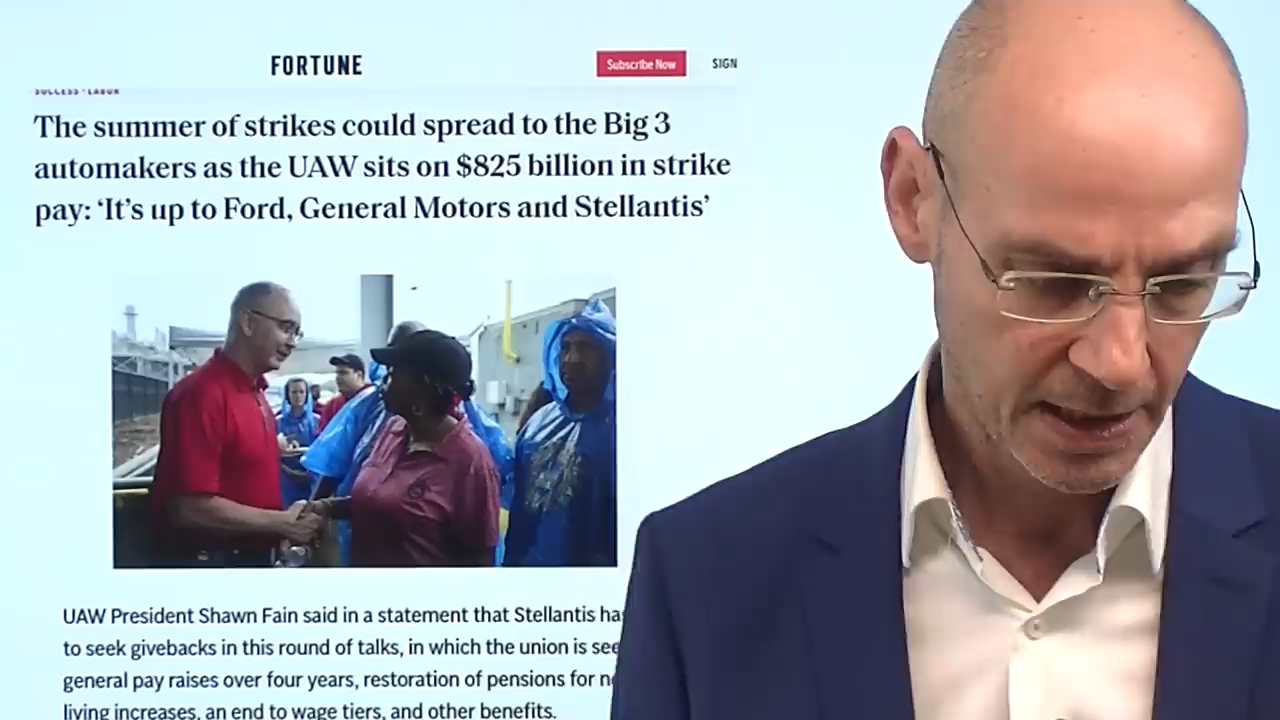 FORTUNE
Subscribe Now
SIGN
SUCCESS · LABOR
The summer of strikes could spread to the Big 3
automakers as the UAW sits on $825 billion in strike
pay: ‘It’s up to Ford, General Motors and Stellantis’
UAW President Shawn Fain said in a statement that Stellantis has
to seek givebacks in this round of talks, in which the union is see
general pay raises over four years, restoration of pensions for n
living increases, an end to wage tiers, and other benefits.